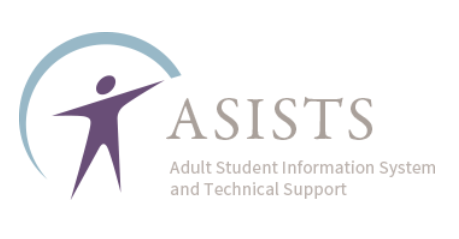 ASISTS
Adult Student Information System
and Technical Support